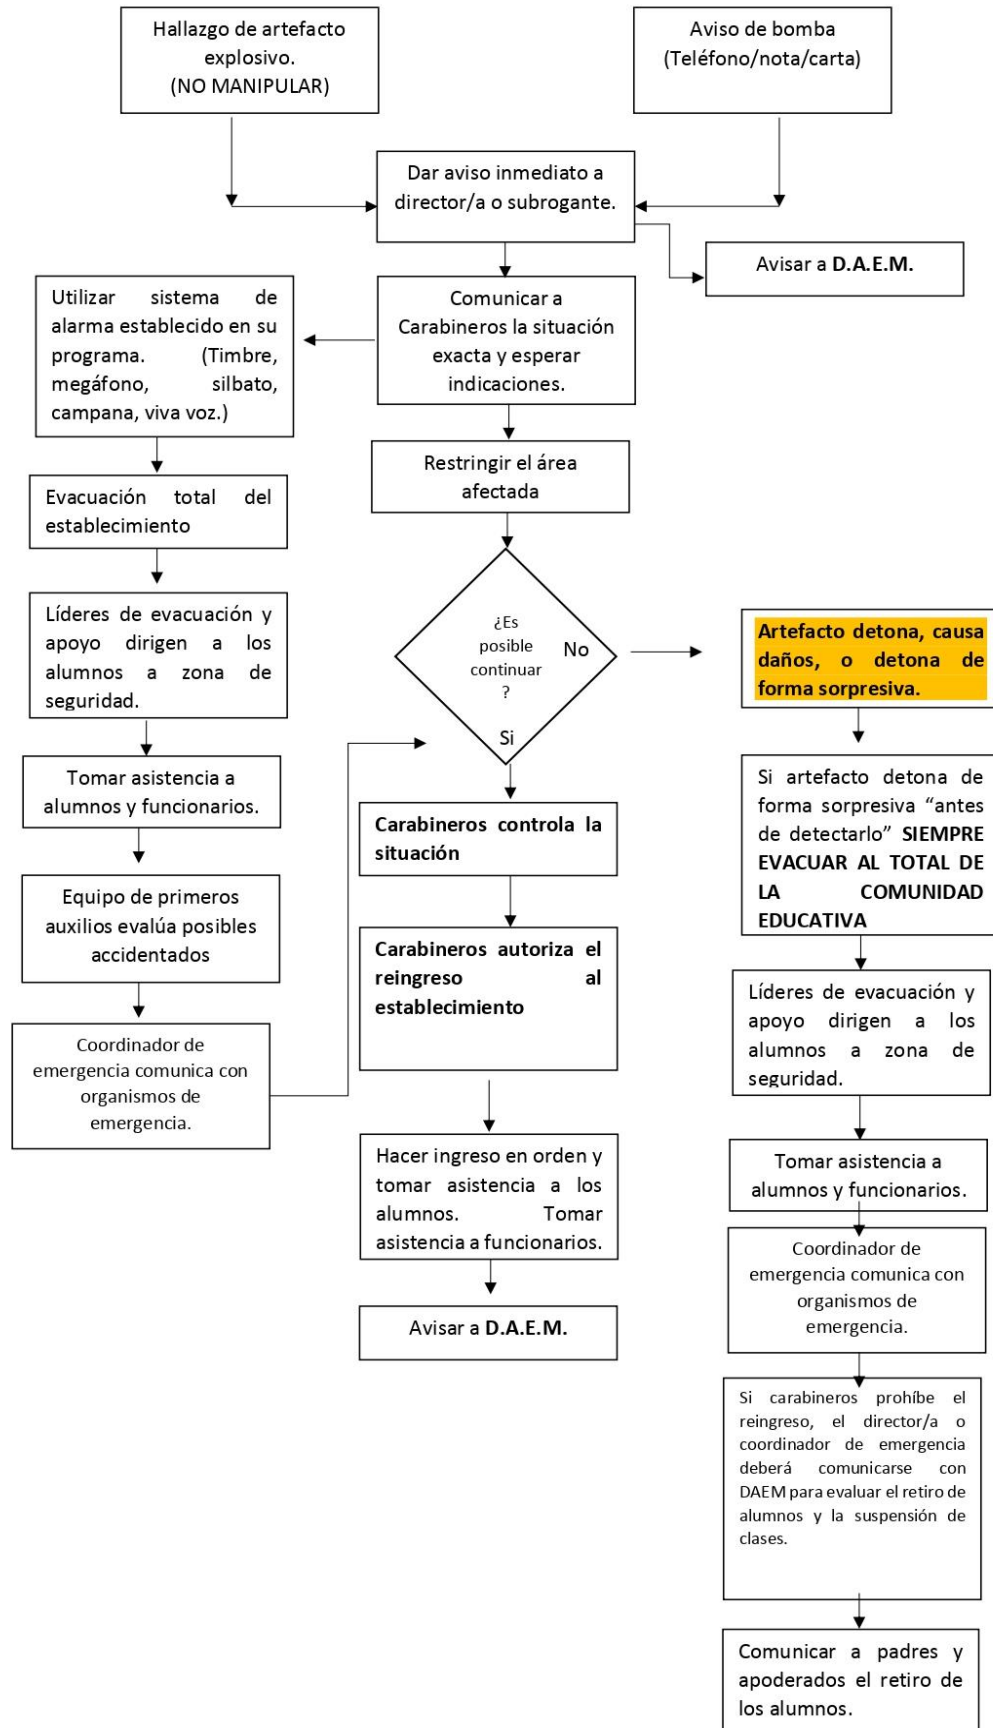 Hallazgo de artefacto
explosivo.
(NO MANIPULAR)
Aviso de bomba
(Teléfono/nota/carta)
Dar aviso inmediato a
director/a o subrogante.
Avisar a D.A.E.M.
Comunicar a
Carabineros la situación
exacta y esperar
indicaciones.
Utilizar sistema de
alarma establecido en su
programa. (Timbre,
megáfono, silbato,
campana, viva voz.)
Evacuación total del
establecimiento
Líderes de evacuación y
apoyo dirigen a los
alumnos a zona de
seguridad.
Tomar asistencia a
alumnos y funcionarios.
Equipo de primeros
auxilios evalúa posibles
accidentados
Coordinador de
emergencia comunica con
organismos de
emergencia.
Restringir el área
afectada
¿Es
posible
continuar
?
No
Si
Carabineros controla la
situación
Carabineros autoriza el
reingreso al
establecimiento
Hacer ingreso en orden y
tomar asistencia a los
alumnos. Tomar
asistencia a funcionarios.
Avisar a D.A.E.M.
Artefacto detona, causa
daños, o detona de
forma sorpresiva.
Si artefacto detona de
forma sorpresiva “antes
de detectarlo” SIEMPRE
EVACUAR AL TOTAL DE
LA COMUNIDAD
EDUCATIVA
Líderes de evacuación y
apoyo dirigen a los
alumnos a zona de
seguridad.
Tomar asistencia a
alumnos y funcionarios.
Coordinador de
emergencia comunica con
organismos de
emergencia.
Si carabineros prohíbe el
reingreso, el director/a o
coordinador de emergencia
deberá comunicarse con
DAEM para evaluar el retiro de
alumnos y la suspensión de
clases.
Comunicar a padres y
apoderados el retiro de
los alumnos.